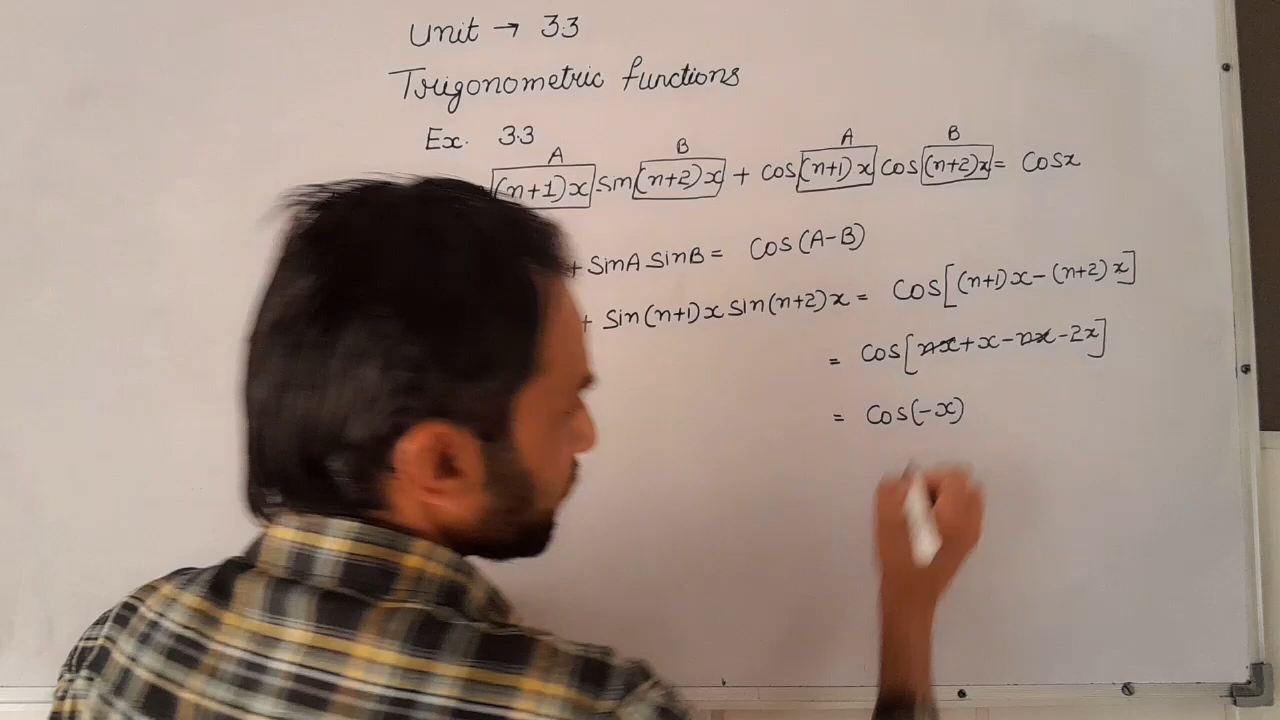 Unit → 3.3
Trigonometric functions
Ex. 3.3
A B A B
(n+1)x sin(n+2)x + cos(n+1)x cos(n+2)x = cosx
+ sinA sinB = cos(A-B)
+ sin(n+1)x sin(n+2)x = cos[(n+1)x-(n+2)x]
= cos[nx+x-nx-2x]
= cos(-x)